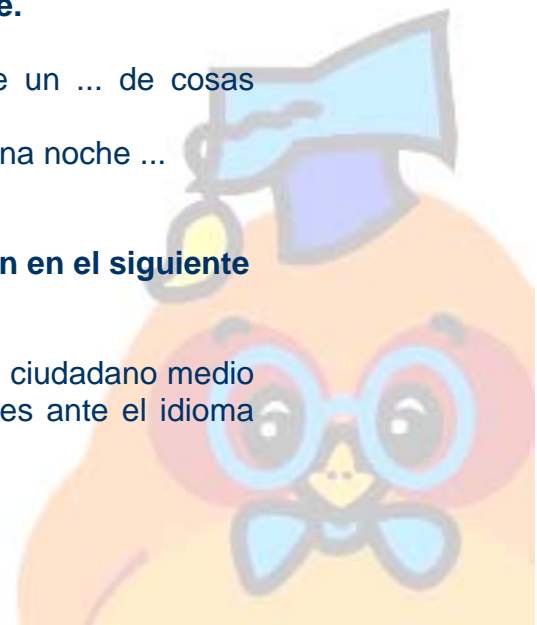 e.
e un ... de cosas
na noche ...
n en el siguiente
ciudadano medio
es ante el idioma